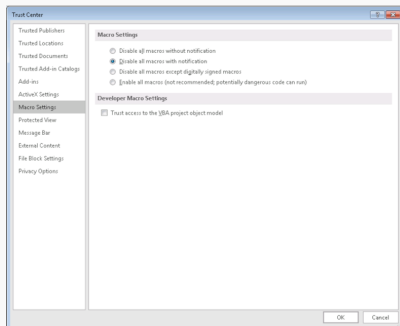 Trust Center
Trusted Publishers
Trusted Locations
Trusted Documents
Trusted Add-in Catalogs
Add-ins
ActiveX Settings
Macro Settings
Protected View
Message Bar
External Content
File Block Settings
Privacy Options
Macro Settings
Disable all macros without notification
Disable all macros with notification
Disable all macros except digitally signed macros
Enable all macros (not recommended; potentially dangerous code can run)
Developer Macro Settings
Trust access to the VBA project object model
OK Cancel